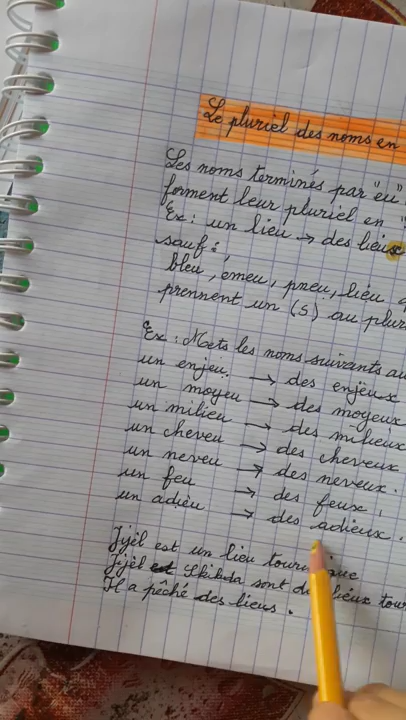 Le pluriel des noms en
Les noms terminés par "eu"
forment leur pluriel en "
Ex : un lieu → des lieux
sauf :
bleu, émeu, pneu, lieu
prennent un (s) au plur
Ex : Mets les noms suivants au
un enjeu → des enjeux
un moyeu → des moyeux
un milieu → des milieux
un cheveu → des cheveux
un neveu → des neveux.
un feu → des feux.
un adieu → des adieux.
Jijel est un lieu
Jijel et Skikda sont lieux tour
Il a pêché des lieus.